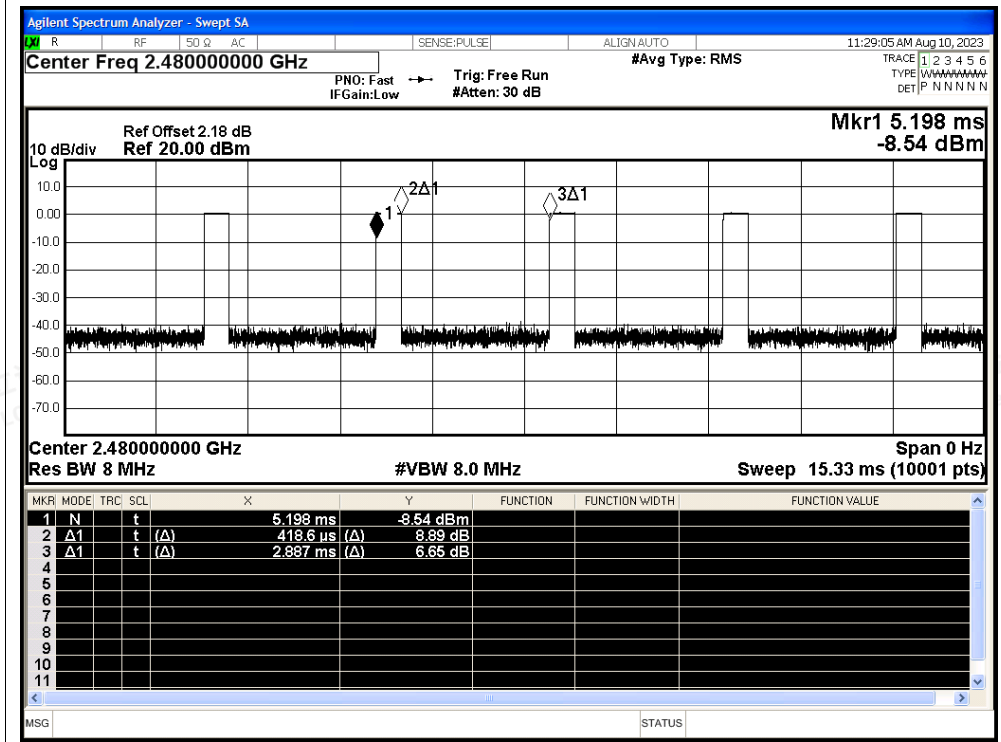 Agilent Spectrum Analyzer - Swept SA
LXI R RF 50 Ω AC SENSE:PULSE ALIGN AUTO 11:29:05 AM Aug 10, 2023
Center Freq 2.480000000 GHz #Avg Type: RMS TRACE 1 2 3 4 5 6
PNO: Fast Trig: Free Run TYPE WWWWWW
IFGain:Low #Atten: 30 dB DET P N N N N N
Mkr1 5.198 ms
Ref Offset 2.18 dB
10 dB/div Ref 20.00 dBm -8.54 dBm
Log
10.0
0.00
-10.0
-20.0
-30.0
-40.0
-50.0
-60.0
-70.0
1
2Δ1
3Δ1
Center 2.480000000 GHz Span 0 Hz
Res BW 8 MHz #VBW 8.0 MHz Sweep 15.33 ms (10001 pts)
MKR MODE TRC SCL X Y FUNCTION FUNCTION WIDTH FUNCTION VALUE
1 N t 5.198 ms -8.54 dBm
2 Δ1 t (Δ) 418.6 µs (Δ) 8.89 dB
3 Δ1 t (Δ) 2.887 ms (Δ) 6.65 dB
4
5
6
7
8
9
10
11
MSG STATUS